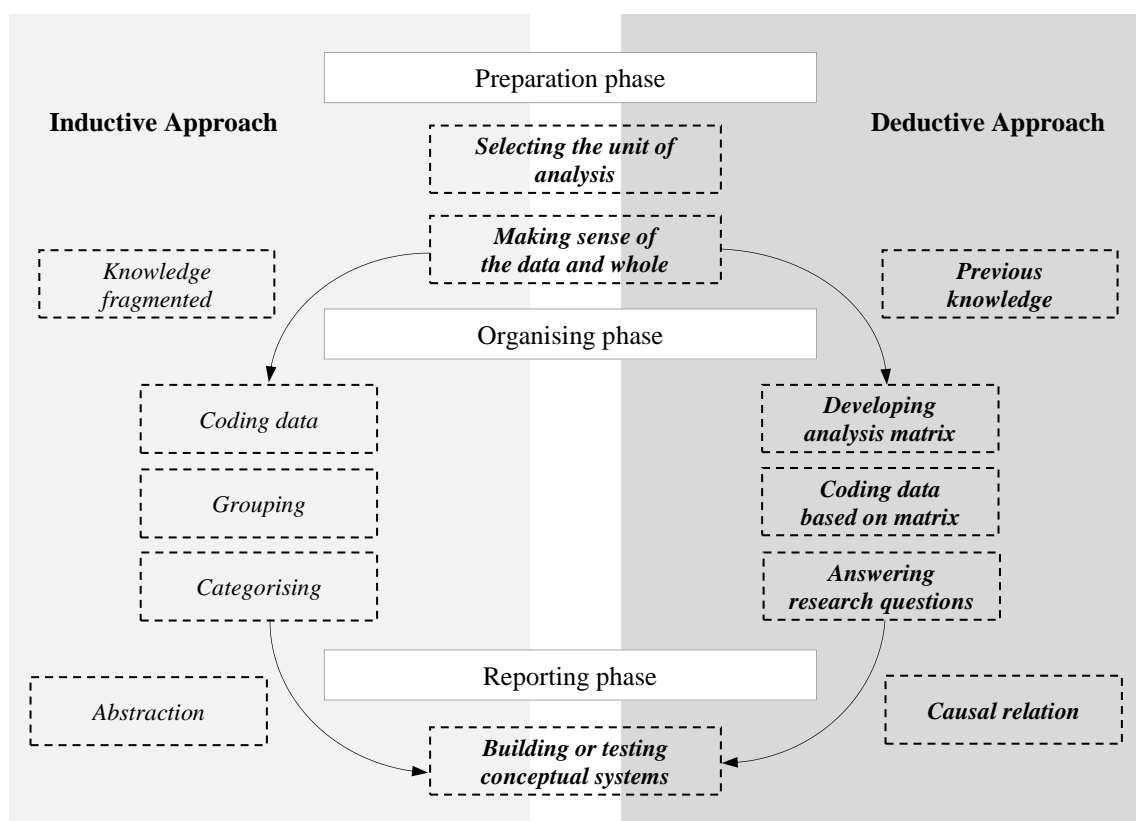 Preparation phase
Inductive Approach
Deductive Approach
Selecting the unit of
analysis
Making sense of
the data and whole
Knowledge
fragmented
Previous
knowledge
Organising phase
Coding data
Grouping
Categorising
Developing
analysis matrix
Coding data
based on matrix
Answering
research questions
Reporting phase
Abstraction
Causal relation
Building or testing
conceptual systems